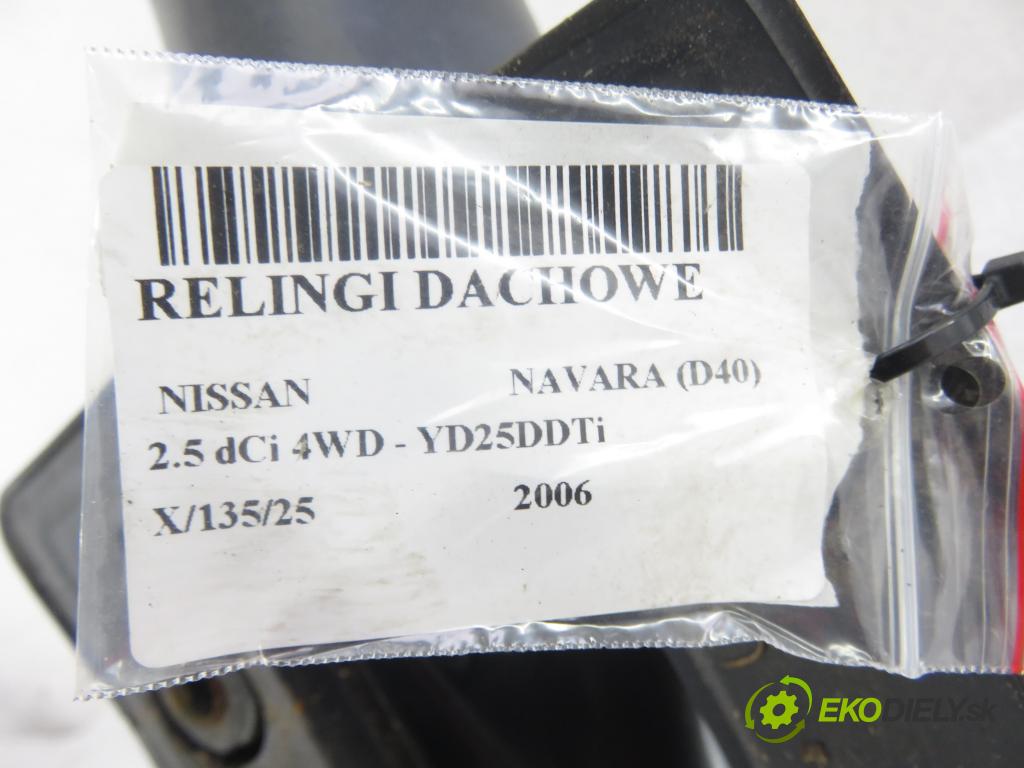 RELINGI DACHOWE
NISSAN NAVARA (D40)
2.5 dCi 4WD - YD25DDTi
X/135/25 2006
EKODIELY.sk